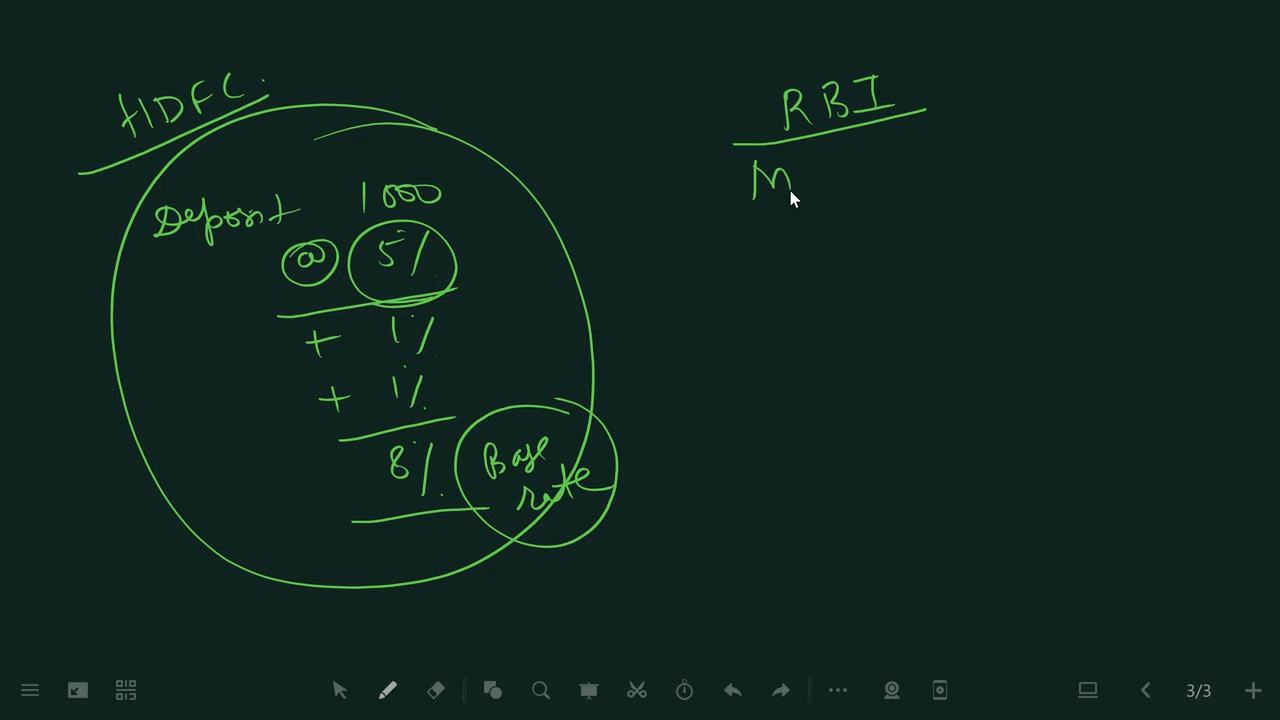 HDFC
Deposit 1000
@ 5%
+ 1%
+ 1%
8% Base rate
RBI
M
3/3